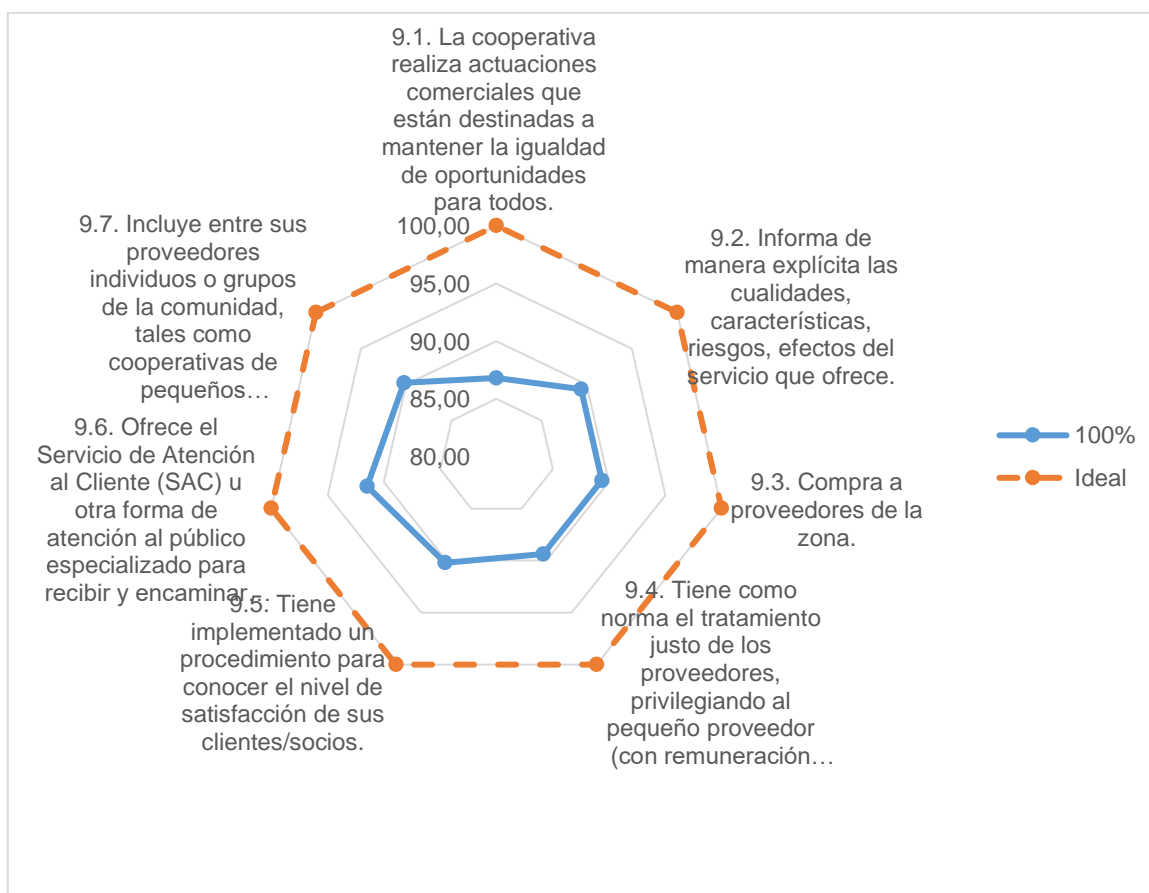 9.1. La cooperativa
realiza actuaciones
comerciales que
están destinadas a
mantener la igualdad
de oportunidades
para todos.
9.2. Informa de
manera explícita las
cualidades,
características,
riesgos, efectos del
servicio que ofrece.
9.3. Compra a
proveedores de la
zona.
9.4. Tiene como
norma el tratamiento
justo de los
proveedores,
privilegiando al
pequeño proveedor
(con remuneración…
9.5. Tiene
implementado un
procedimiento para
conocer el nivel de
satisfacción de sus
clientes/socios.
9.6. Ofrece el
Servicio de Atención
al Cliente (SAC) u
otra forma de
atención al público
especializado para
recibir y encaminar…
9.7. Incluye entre sus
proveedores
individuos o grupos
de la comunidad,
tales como
cooperativas de
pequeños…
100,00
95,00
90,00
85,00
80,00
100%
Ideal